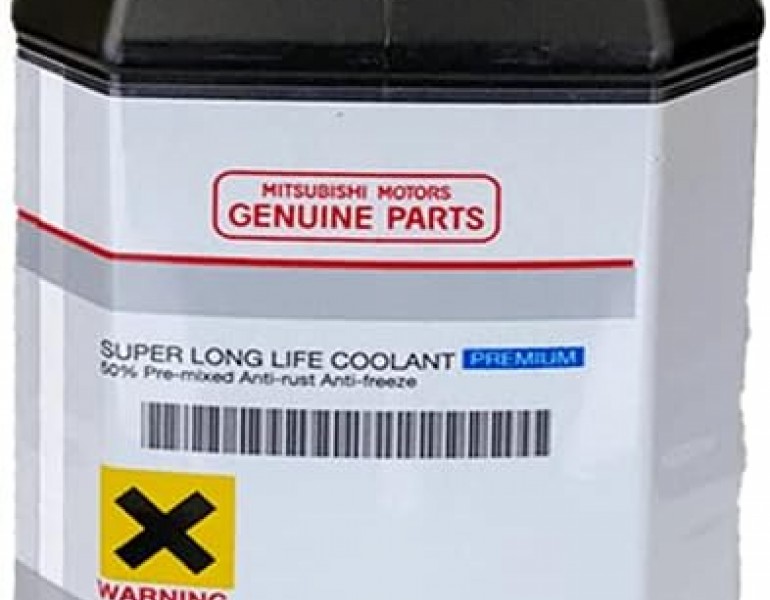 MITSUBISHI MOTORS
GENUINE PARTS
SUPER LONG LIFE COOLANT PREMIUM
50% Pre-mixed Anti-rust Anti-freeze
WARNING